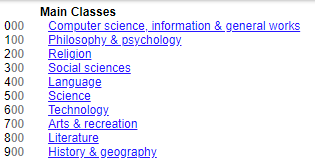 Main Classes
000 Computer science, information & general works
100 Philosophy & psychology
200 Religion
300 Social sciences
400 Language
500 Science
600 Technology
700 Arts & recreation
800 Literature
900 History & geography